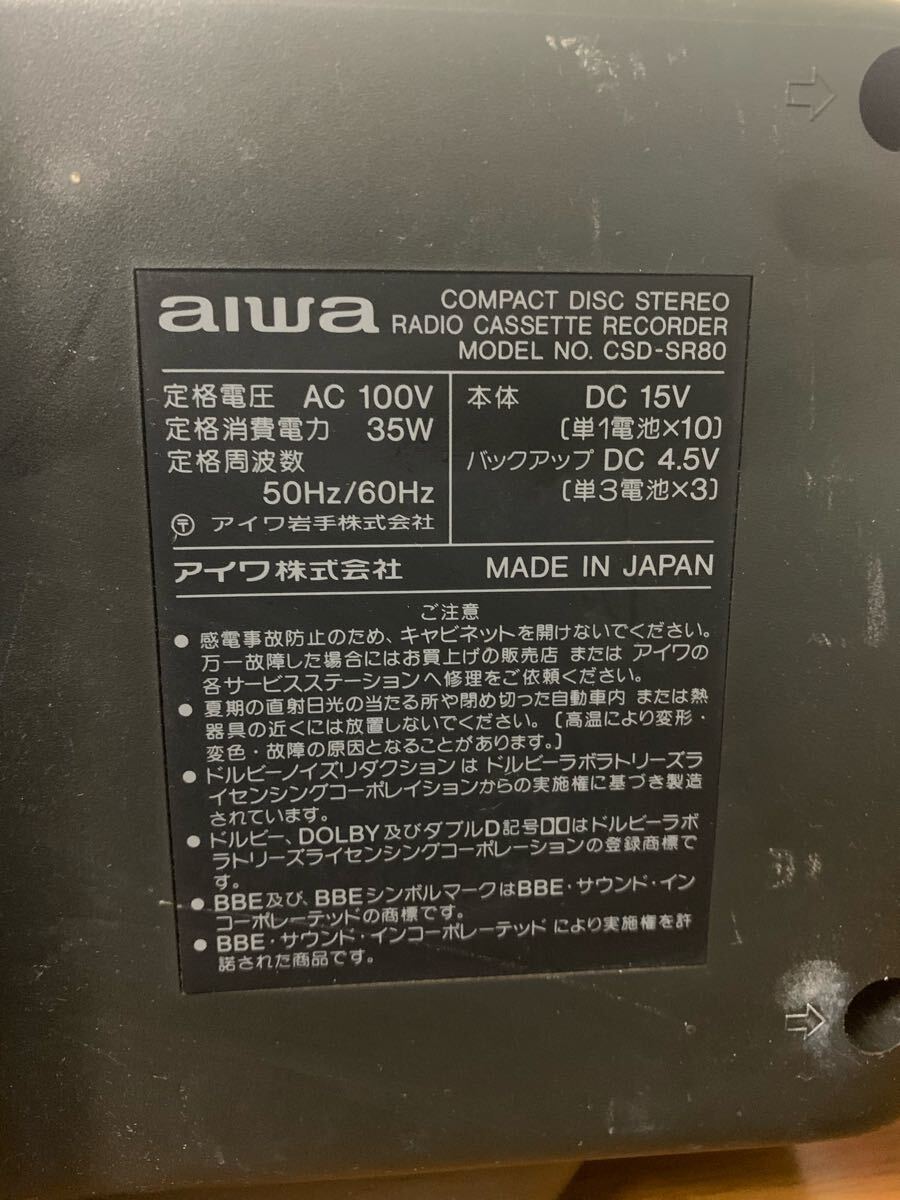 aiwa
COMPACT DISC STEREO
RADIO CASSETTE RECORDER
MODEL NO. CSD-SR80
定格電圧 AC 100V
定格消費電力 35W
定格周波数
50Hz/60Hz
〒 アイワ岩手株式会社
本体 DC 15V
〔単1電池×10〕
バックアップ DC 4.5V
〔単3電池×3〕
アイワ株式会社 MADE IN JAPAN
ご注意
● 感電事故防止のため、キャビネットを開けないでください。
万一故障した場合にはお買上げの販売店 または アイワの
各サービスステーションへ修理をご依頼ください。
● 夏期の直射日光の当たる所や閉め切った自動車内 または熱
器具の近くには放置しないでください。〔高温により変形・
変色・故障の原因となることがあります。〕
● ドルビーノイズリダクションは ドルビーラボラトリーズラ
イセンシングコーポレイションからの実施権に基づき製造
されています。
● ドルビー、DOLBY及びダブルD記号はドルビーラボ
ラトリーズライセンシングコーポレーションの登録商標で
す。
● BBE及び、BBEシンボルマークはBBE・サウンド・イン
コーポレーテッドの商標です。
● BBE・サウンド・インコーポレーテッド により実施権を許
諾された商品です。